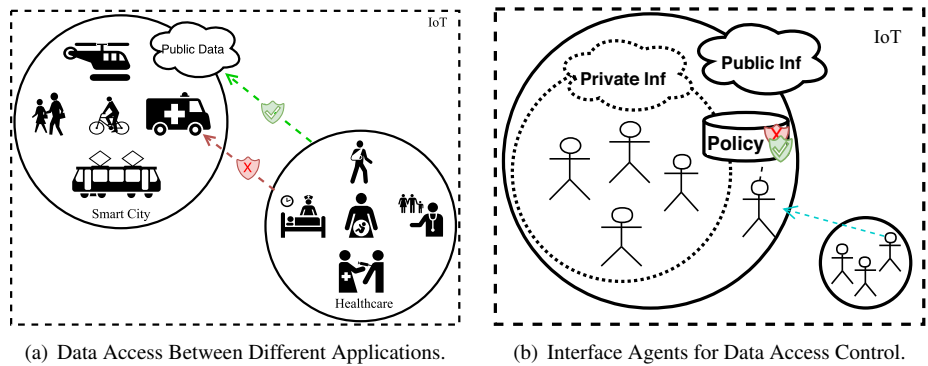 IoT
Public Data
X
Smart City
Healthcare
(a) Data Access Between Different Applications.
IoT
Private Inf
Public Inf
X
Policy
(b) Interface Agents for Data Access Control.